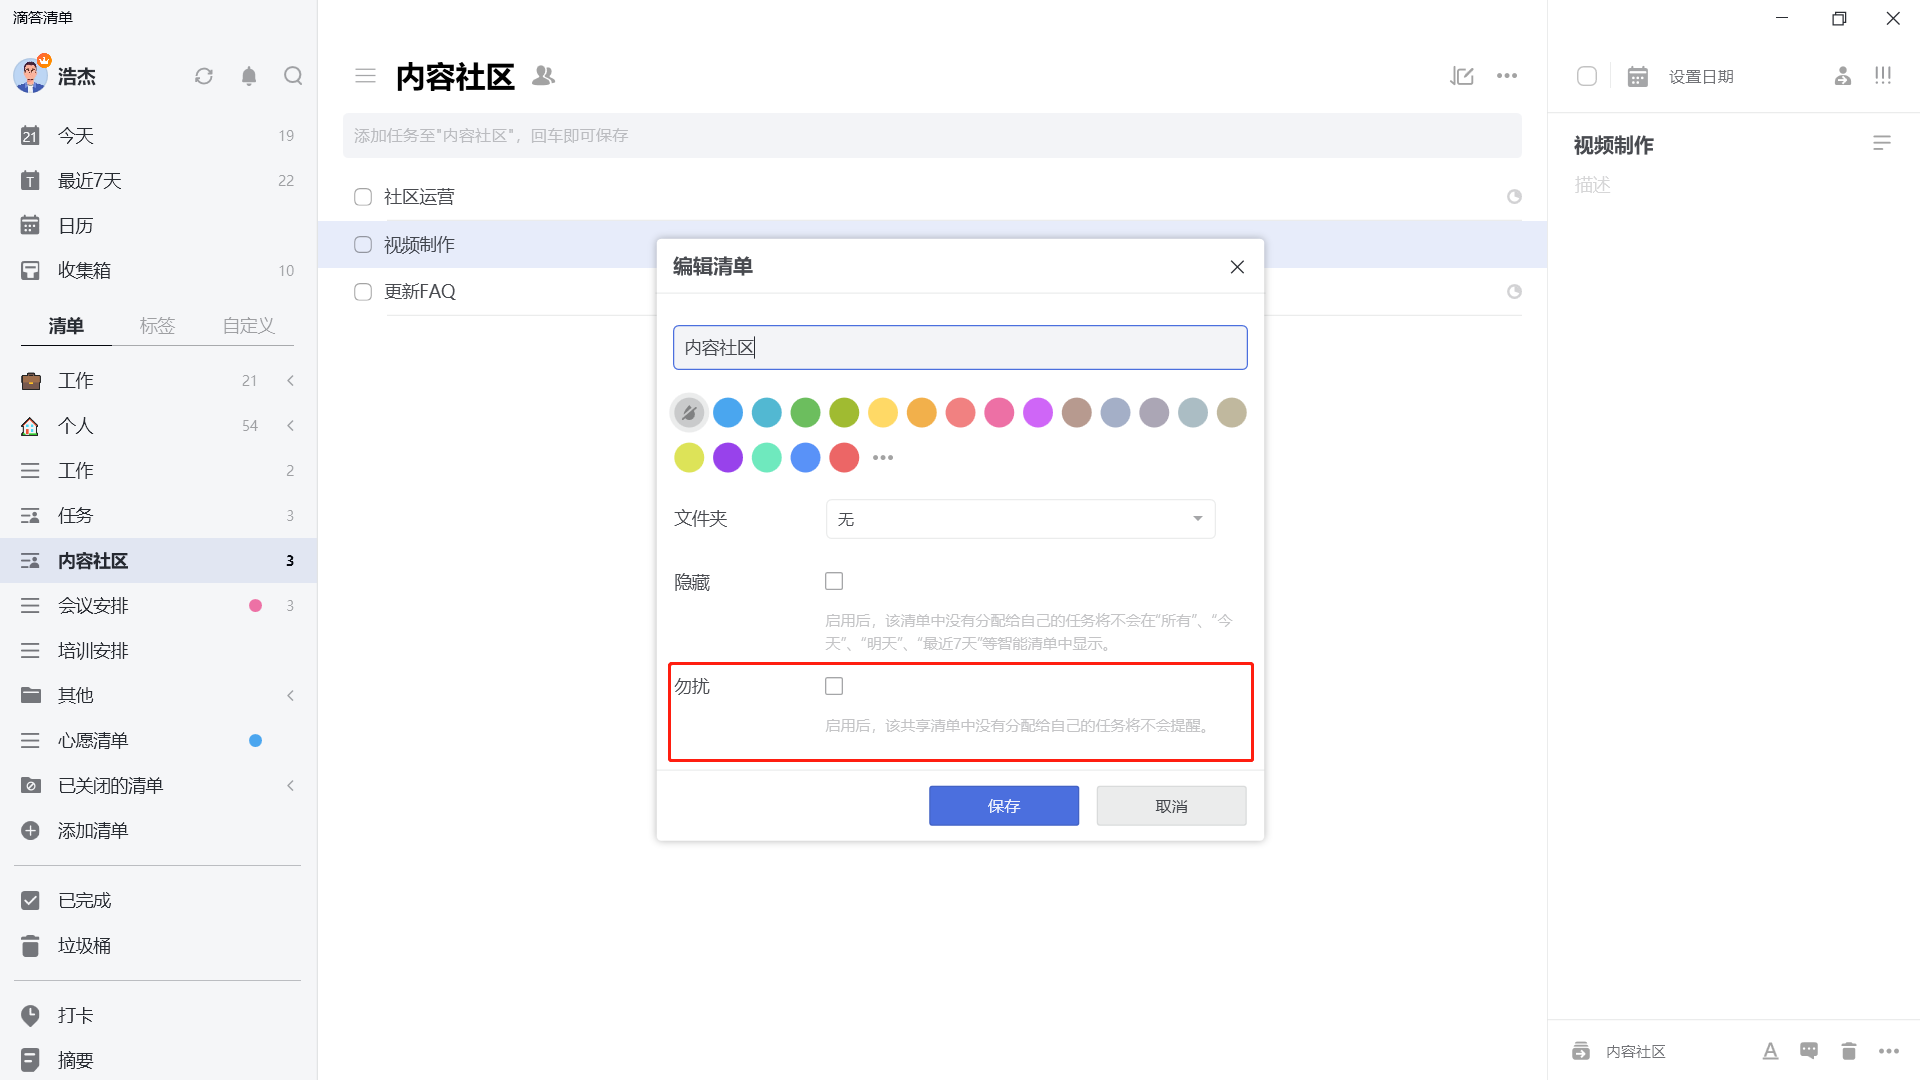 滴答清单
浩杰
21 今天 19
T 最近7天 22
日历
收集箱 10
清单 标签 自定义
工作 21
个人 54
工作 2
任务 3
内容社区 3
会议安排 3
培训安排
其他
心愿清单
已关闭的清单
添加清单
已完成
垃圾桶
打卡
摘要
内容社区
添加任务至"内容社区"，回车即可保存
社区运营
视频制作
更新FAQ
编辑清单
内容社区
文件夹 无
隐藏
启用后，该清单中没有分配给自己的任务将不会在“所有”、“今
天”、“明天”、“最近7天”等智能清单中显示。
勿扰
启用后，该共享清单中没有分配给自己的任务将不会提醒。
保存 取消
设置日期
视频制作
描述
内容社区 A